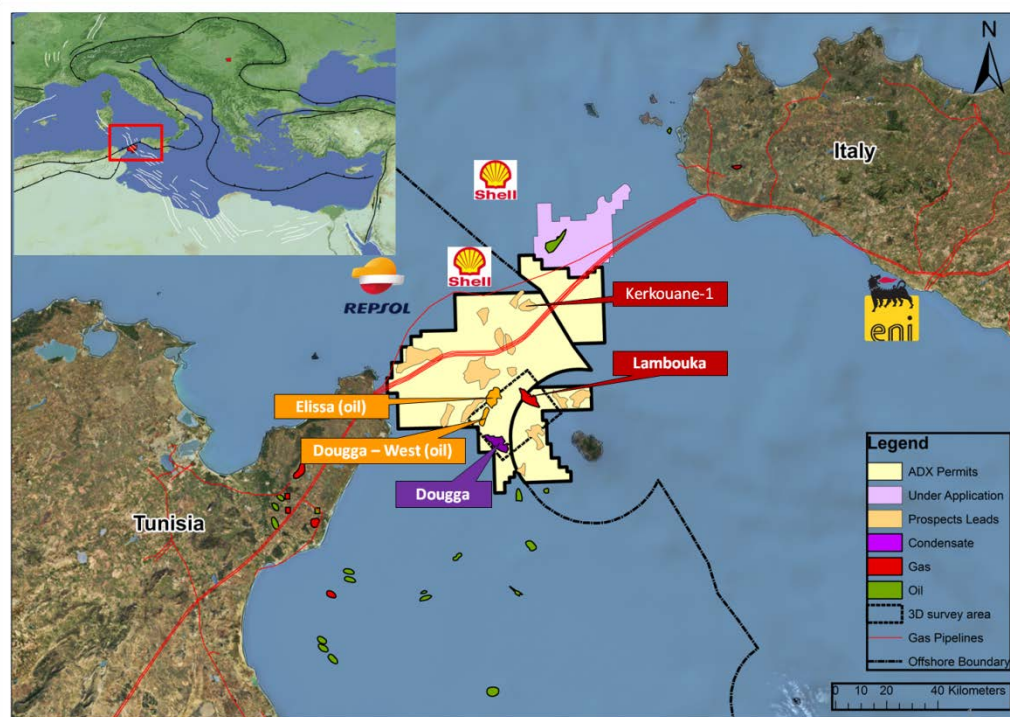 N
Italy
Shell
Shell
REPSOL
Kerkouane-1
eni
Lambouka
Elissa (oil)
Dougga – West (oil)
Dougga
Tunisia
Legend
ADX Permits
Under Application
Prospects Leads
Condensate
Gas
Oil
3D survey area
Gas Pipelines
Offshore Boundary
0 10 20 40 Kilometers